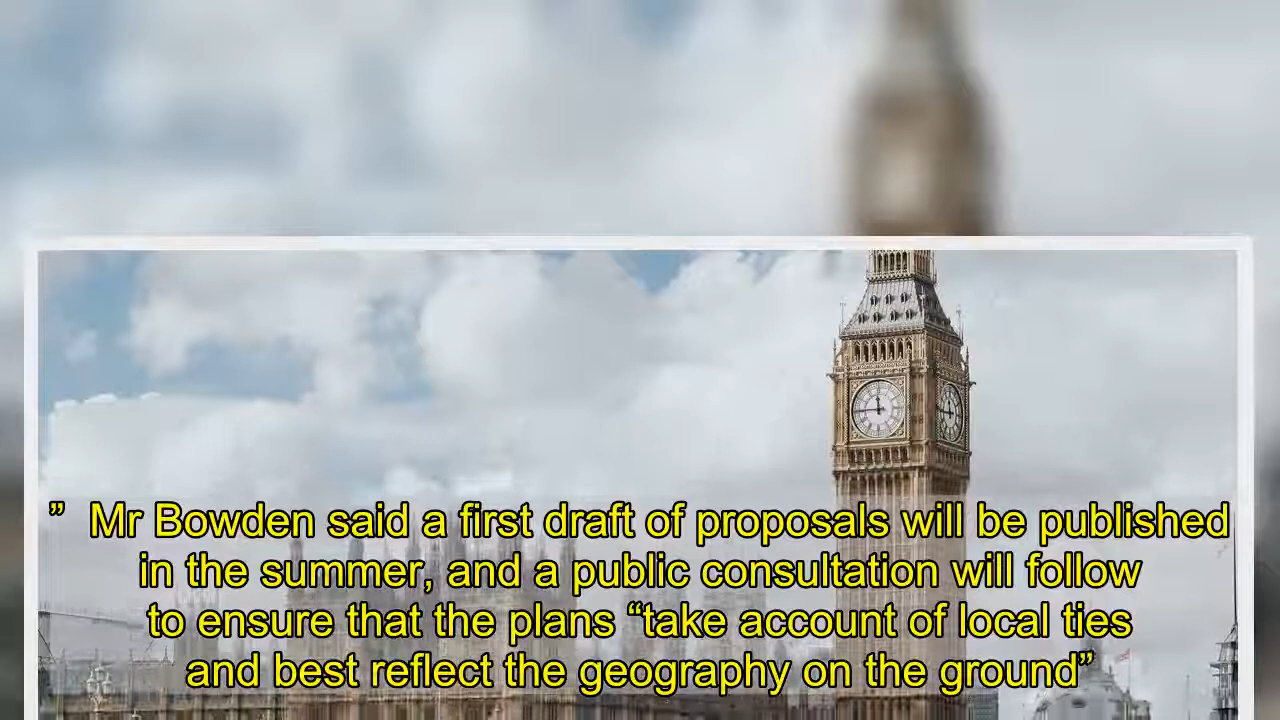 ”  Mr Bowden said a first draft of proposals will be published
in the summer, and a public consultation will follow
to ensure that the plans “take account of local ties
and best reflect the geography on the ground”